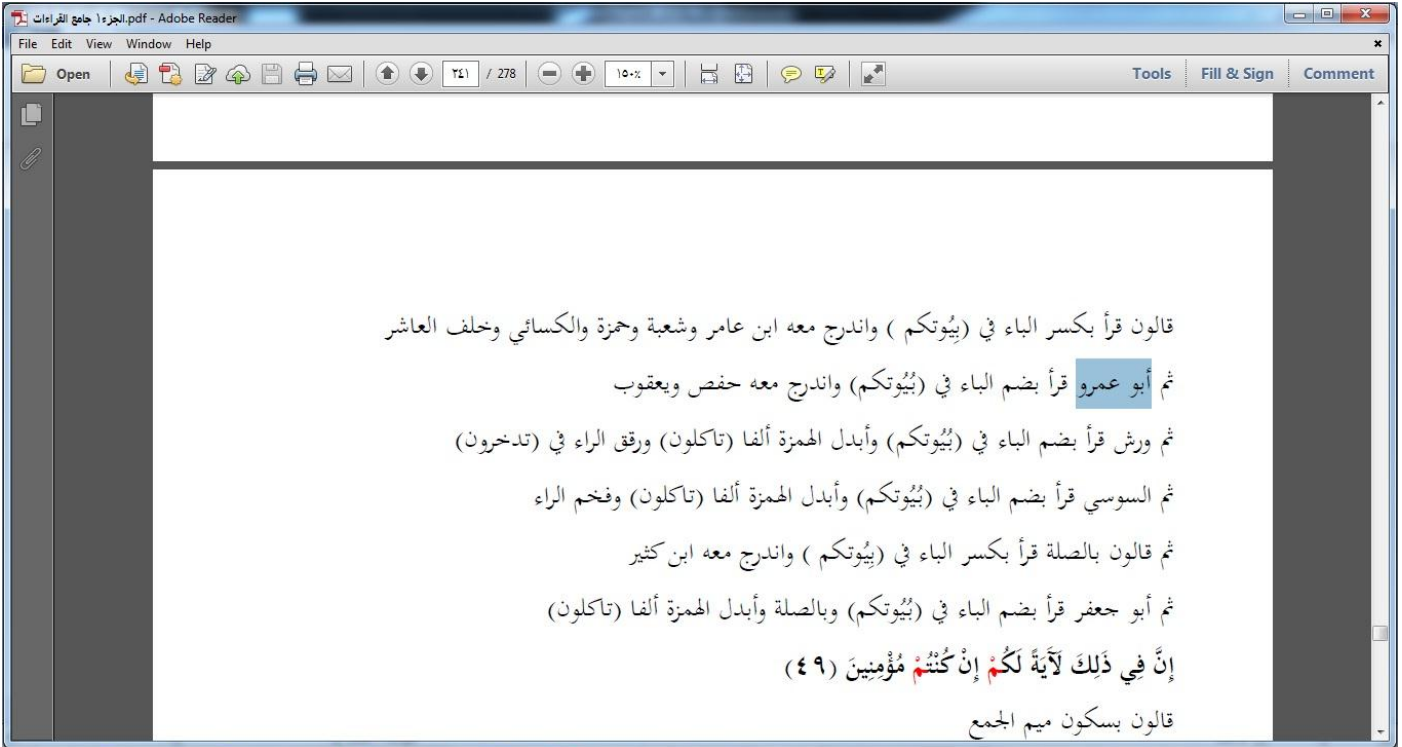 الجزء١ جامع القراءات.pdf - Adobe Reader
File Edit View Window Help
Open ٢٤١ / 278 ١٥٠٪ Tools Fill & Sign Comment
قالون قرأ بكسر الباء في (بِيُوتكم ) واندرج معه ابن عامر وشعبة وحمزة والكسائي وخلف العاشر
ثم أبو عمرو قرأ بضم الباء في (بُيُوتكم) واندرج معه حفص ويعقوب
ثم ورش قرأ بضم الباء في (بُيُوتكم) وأبدل الهمزة ألفا (تاكلون) ورقق الراء في (تدخرون)
ثم السوسي قرأ بضم الباء في (بُيُوتكم) وأبدل الهمزة ألفا (تاكلون) وفخم الراء
ثم قالون بالصلة قرأ بكسر الباء في (بِيُوتكم ) واندرج معه ابن كثير
ثم أبو جعفر قرأ بضم الباء في (بُيُوتكم) وبالصلة وأبدل الهمزة ألفا (تاكلون)
إِنَّ فِي ذَلِكَ لَآَيَةً لَكُمْ إِنْ كُنْتُمْ مُؤْمِنِينَ (٤٩)
قالون بسكون ميم الجمع